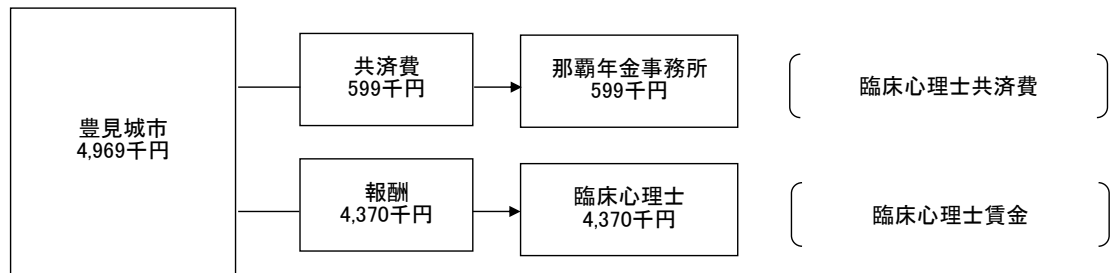 豊見城市
4,969千円
共済費
599千円
那覇年金事務所
599千円
臨床心理士共済費
報酬
4,370千円
臨床心理士
4,370千円
臨床心理士賃金